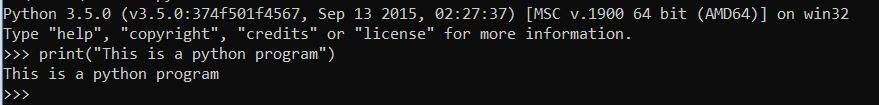 Python 3.5.0 (v3.5.0:374f501f4567, Sep 13 2015, 02:27:37) [MSC v.1900 64 bit (AMD64)] on win32
Type "help", "copyright", "credits" or "license" for more information.
>>> print("This is a python program")
This is a python program
>>>